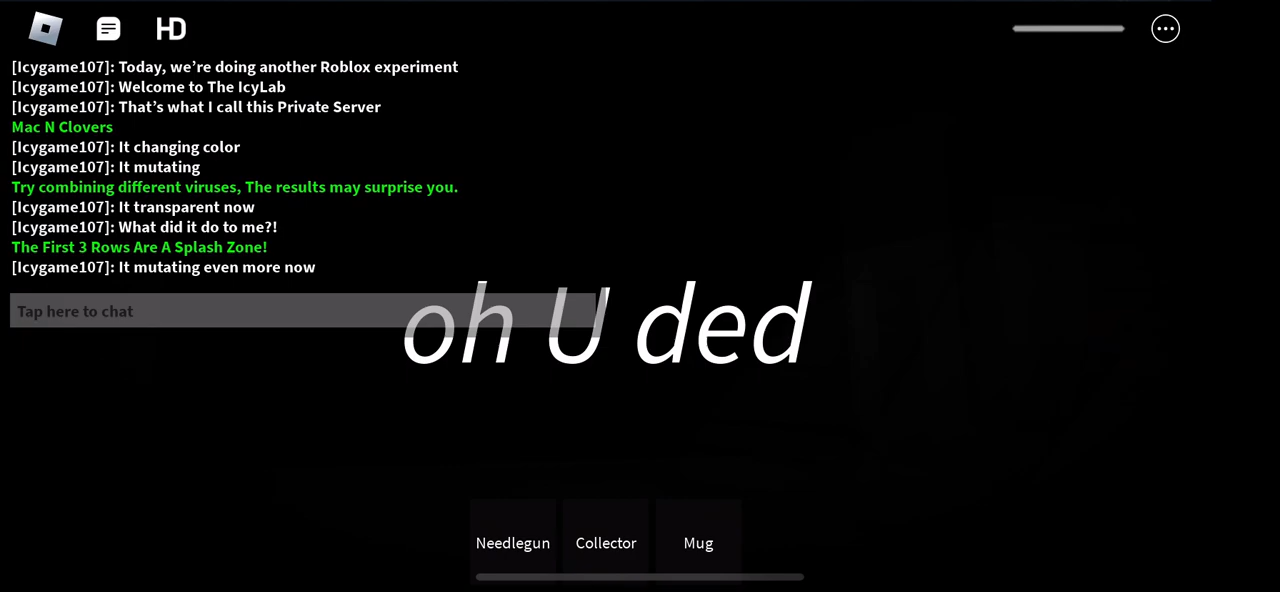 HD
[Icygame107]: Today, we’re doing another Roblox experiment
[Icygame107]: Welcome to The IcyLab
[Icygame107]: That’s what I call this Private Server
Mac N Clovers
[Icygame107]: It changing color
[Icygame107]: It mutating
Try combining different viruses, The results may surprise you.
[Icygame107]: It transparent now
[Icygame107]: What did it do to me?!
The First 3 Rows Are A Splash Zone!
[Icygame107]: It mutating even more now
Tap here to chat
oh U ded
Needlegun Collector Mug